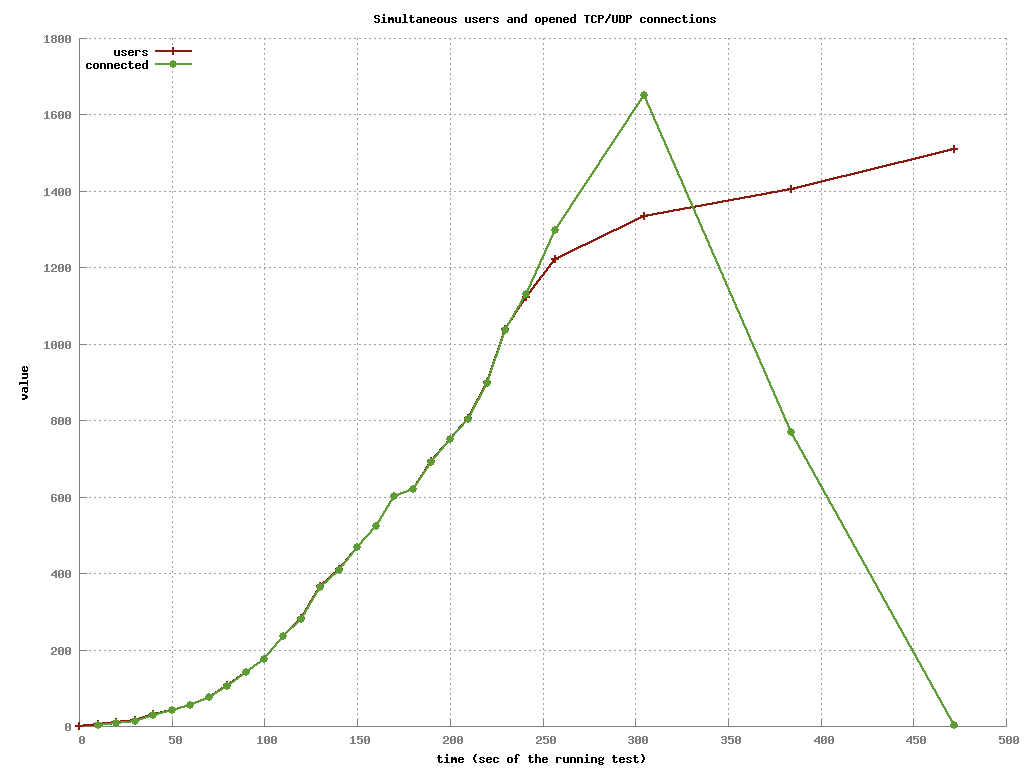 Simultaneous users and opened TCP/UDP connections
1800
users
connected
1600
1400
1200
1000
value
800
600
400
200
0
0 50 100 150 200 250 300 350 400 450 500
time (sec of the running test)